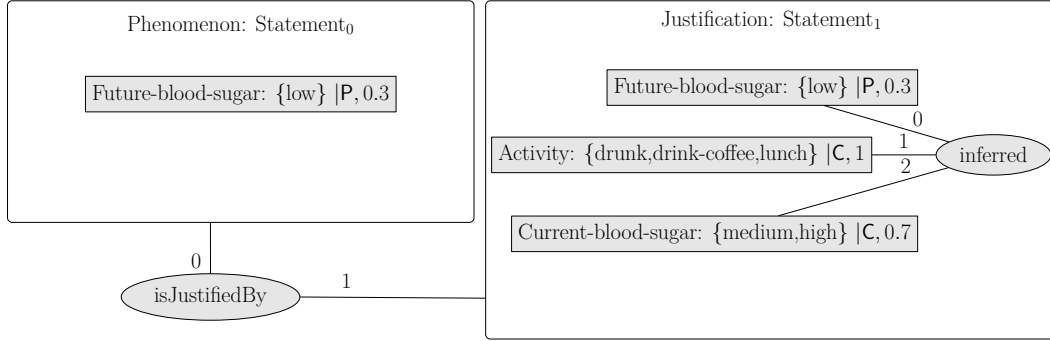 Phenomenon: Statement₀
Future-blood-sugar: {low} |P, 0.3
0
isJustifiedBy
1
Justification: Statement₁
Future-blood-sugar: {low} |P, 0.3
0
Activity: {drunk,drink-coffee,lunch} |C, 1
1
inferred
2
Current-blood-sugar: {medium,high} |C, 0.7